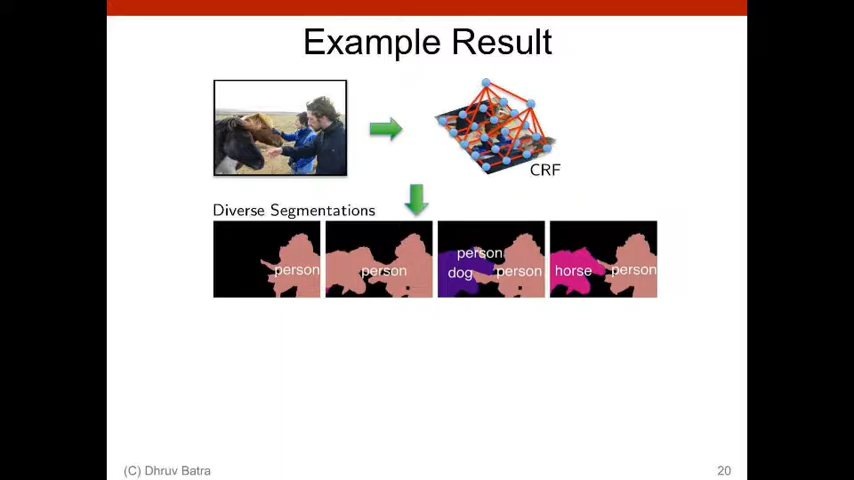 Example Result
CRF
Diverse Segmentations
person
person
person
dog
person
horse
person
(C) Dhruv Batra
20